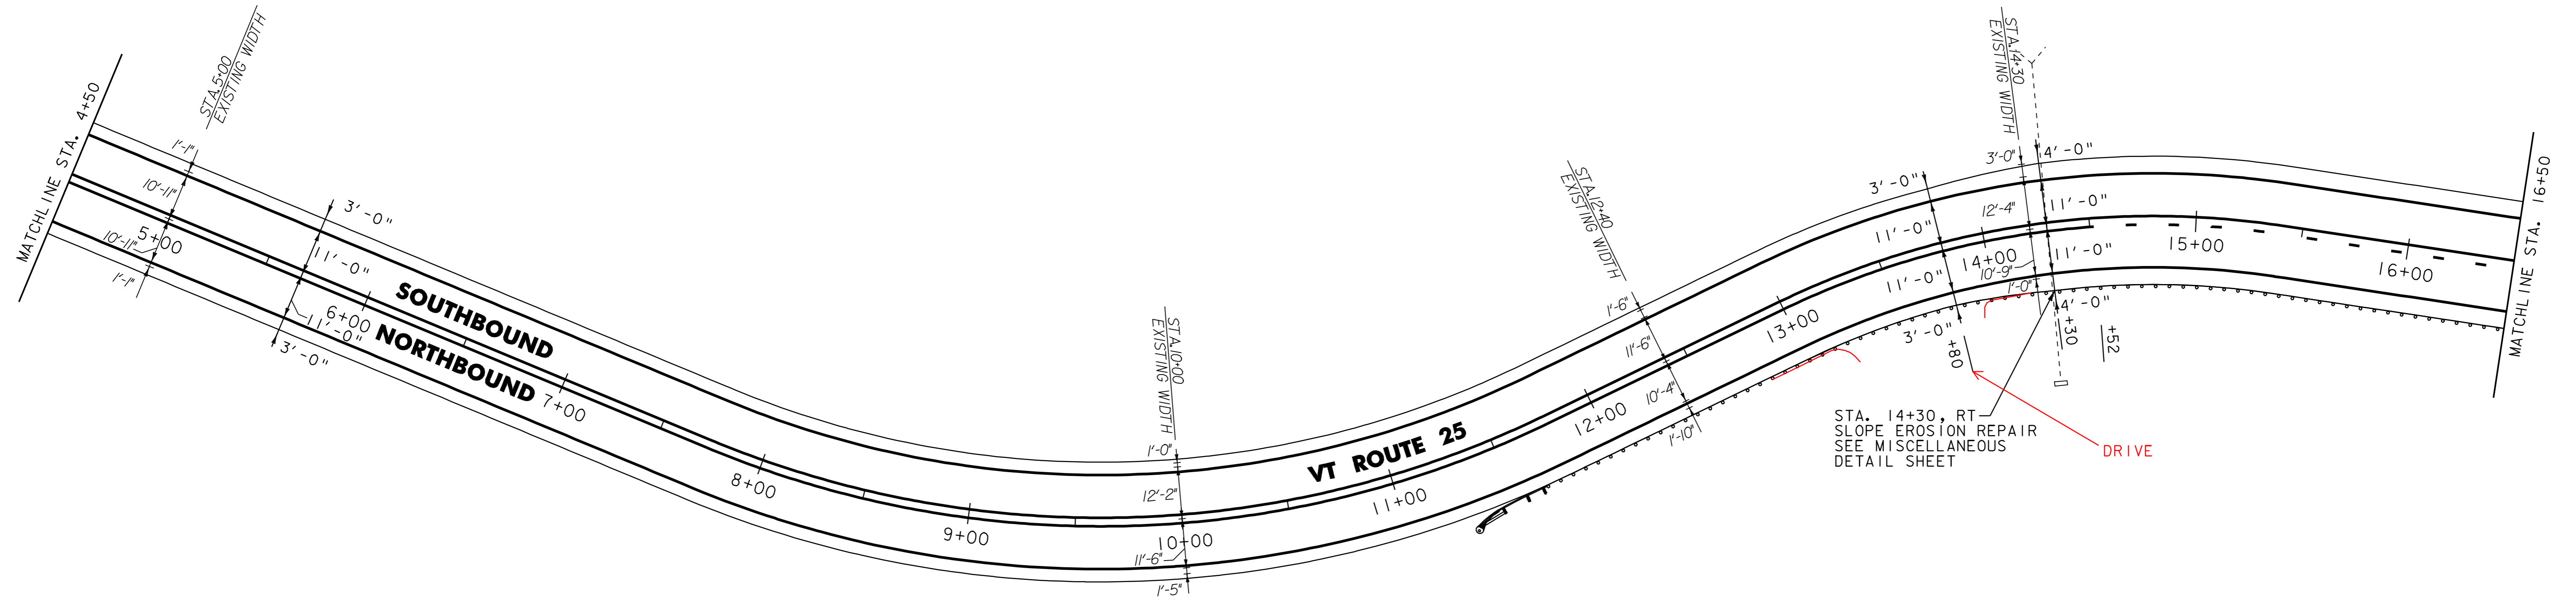 MATCHLINE STA. 4+50
STA.5+00
EXISTING WIDTH
1'-1"
10'-11"
5+00
10'-11"
1'-1"
3'-0"
11'-0"
6+00
11'-0"
3'-0"
SOUTHBOUND
NORTHBOUND
7+00
8+00
9+00
STA.10+00
EXISTING WIDTH
1'-0"
12'-2"
10+00
11'-6"
1'-5"
VT ROUTE 25
11+00
12+00
STA.12+40
EXISTING WIDTH
1'-6"
11'-6"
10'-4"
1'-10"
13+00
3'-0"
11'-0"
11'-0"
3'-0"
+80
14+00
STA.14+30
EXISTING WIDTH
3'-0"
12'-4"
10'-9"
1'-0"
4'-0"
11'-0"
11'-0"
4'-0"
+30
+52
15+00
16+00
STA. 14+30, RT
SLOPE EROSION REPAIR
SEE MISCELLANEOUS
DETAIL SHEET
DRIVE
MATCHLINE STA. 16+50